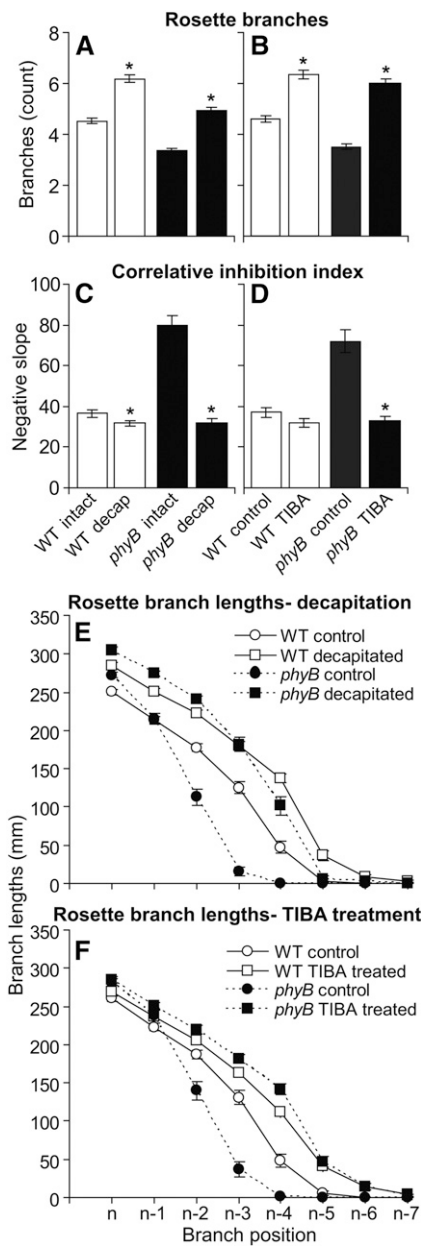 Rosette branches
A
B
Branches (count)
8
6
4
2
0
*
*
*
*
Correlative inhibition index
C
D
Negative slope
100
80
60
40
20
0
*
*
*
WT intact
WT decap
phyB intact
phyB decap
WT control
WT TIBA
phyB control
phyB TIBA
Rosette branch lengths- decapitation
E
WT control
WT decapitated
phyB control
phyB decapitated
350
300
250
200
150
100
50
0
Branch lengths (mm)
Rosette branch lengths- TIBA treatment
F
WT control
WT TIBA treated
phyB control
phyB TIBA treated
350
300
250
200
150
100
50
0
n n-1 n-2 n-3 n-4 n-5 n-6 n-7
Branch position